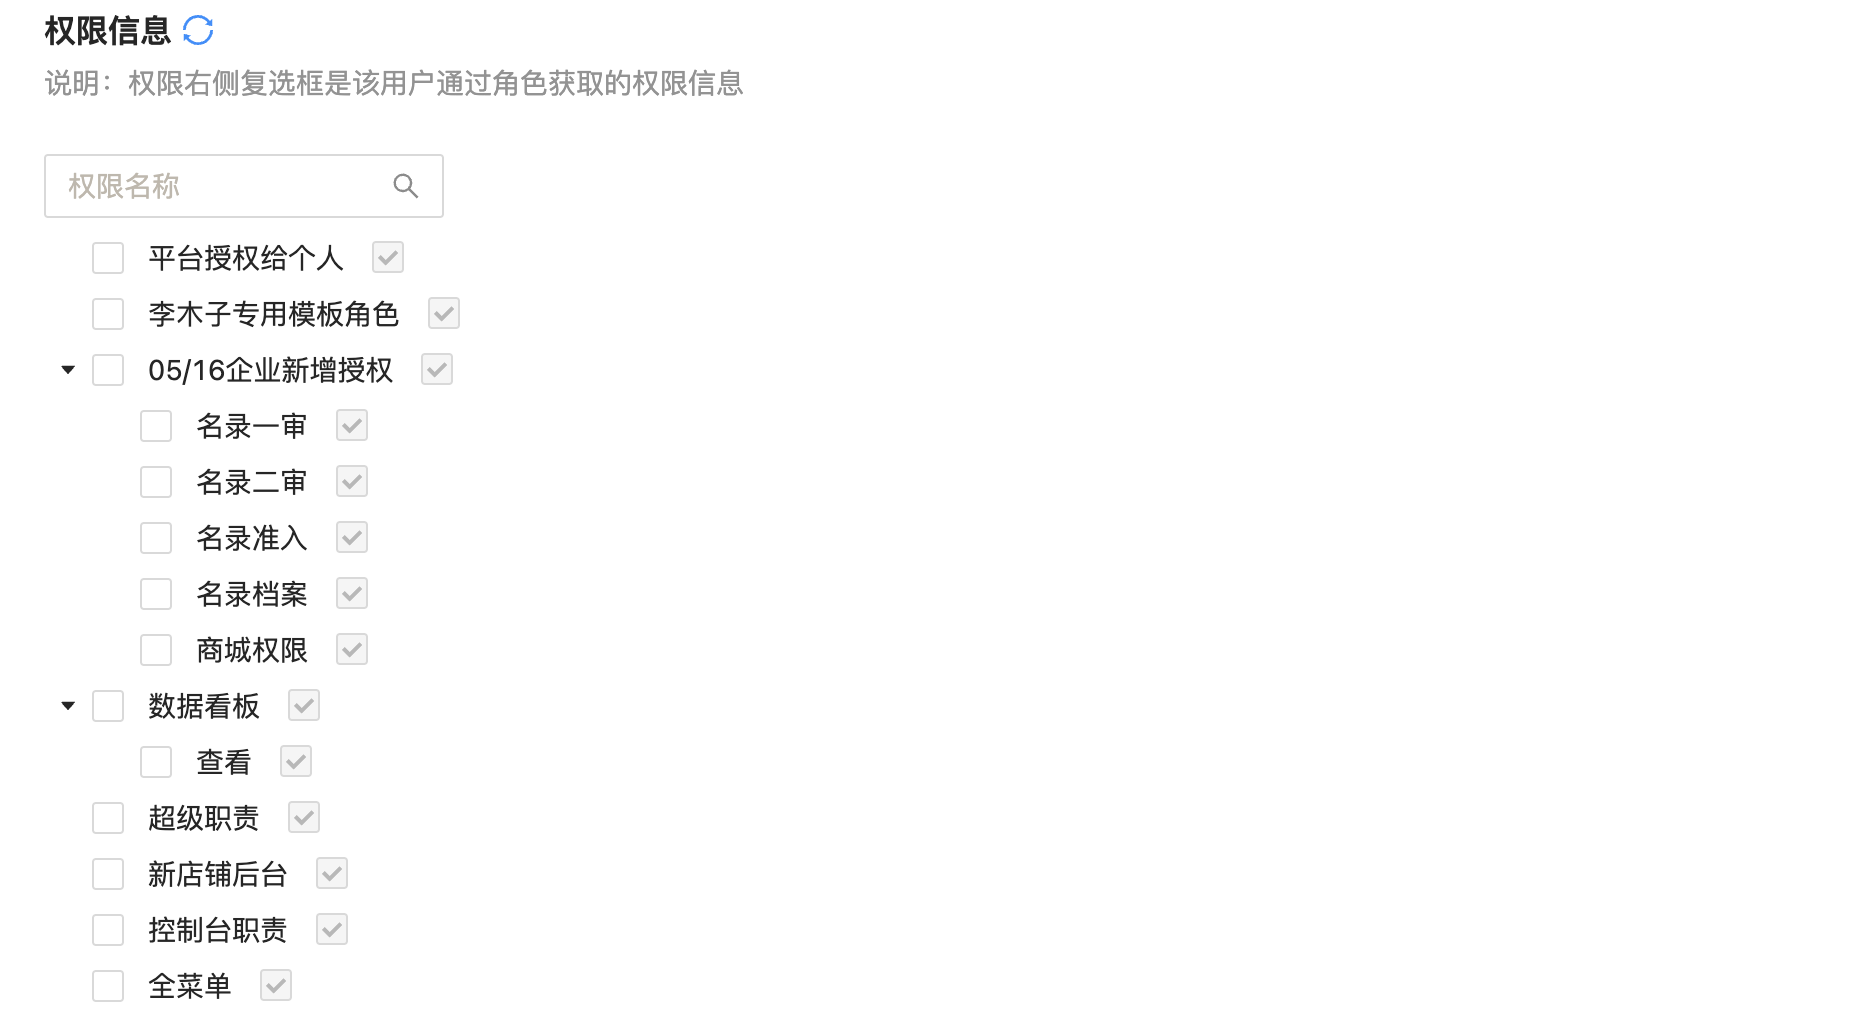 权限信息
说明：权限右侧复选框是该用户通过角色获取的权限信息
权限名称
平台授权给个人
李木子专用模板角色
05/16企业新增授权
名录一审
名录二审
名录准入
名录档案
商城权限
数据看板
查看
超级职责
新店铺后台
控制台职责
全菜单